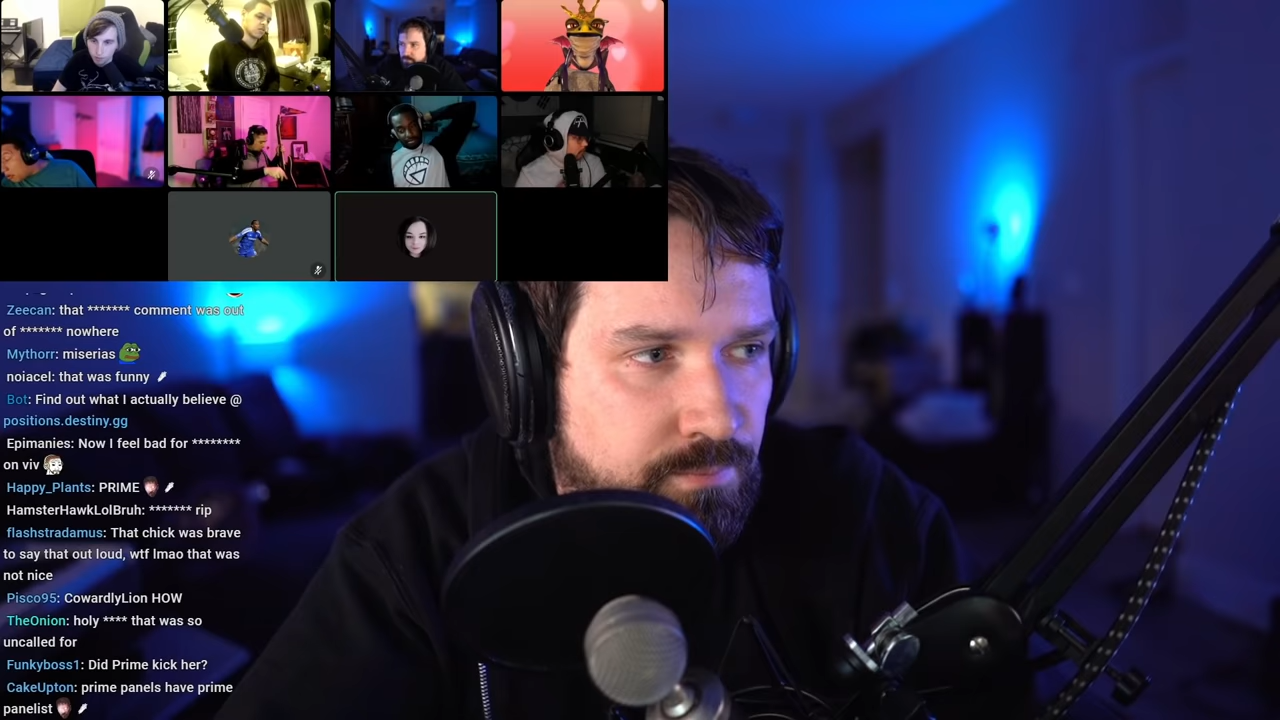 Zeecan: that ******* comment was out
of ******* nowhere
Mythorr: miserias
noiacel: that was funny
Bot: Find out what I actually believe @
positions.destiny.gg
Epimanies: Now I feel bad for ********
on viv
Happy_Plants: PRIME
HamsterHawkLolBruh: ******* rip
flashstradamus: That chick was brave
to say that out loud, wtf lmao that was
not nice
Pisco95: CowardlyLion HOW
TheOnion: holy **** that was so
uncalled for
Funkyboss1: Did Prime kick her?
CakeUpton: prime panels have prime
panelist